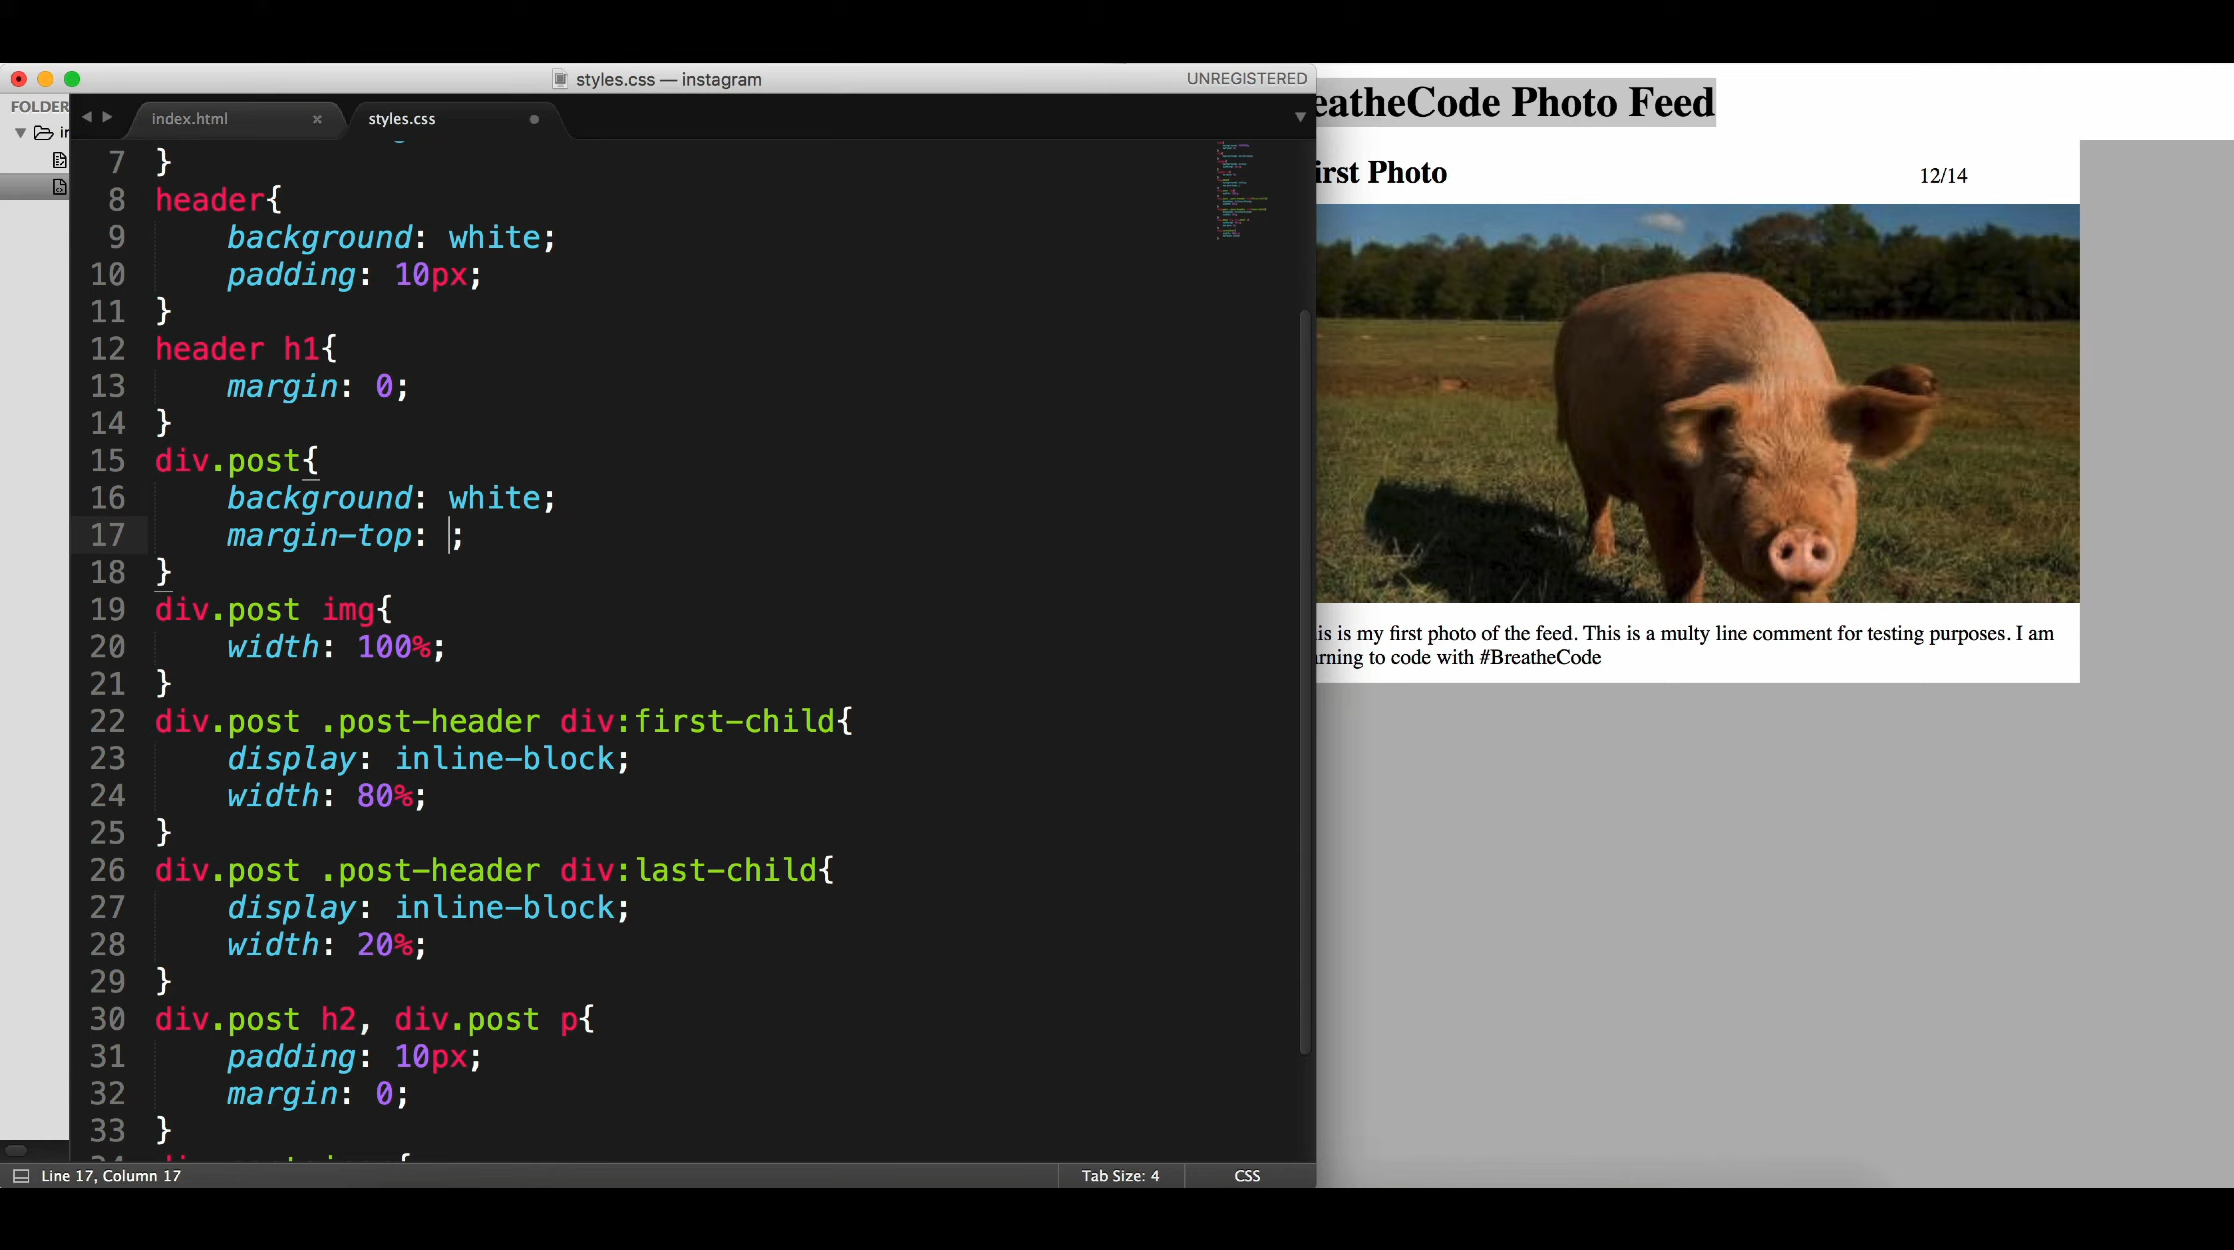 styles.css — instagram
UNREGISTERED
FOLDER
index.html
styles.css
7 }
8 header{
9 background: white;
10 padding: 10px;
11 }
12 header h1{
13 margin: 0;
14 }
15 div.post{
16 background: white;
17 margin-top: ;
18 }
19 div.post img{
20 width: 100%;
21 }
22 div.post .post-header div:first-child{
23 display: inline-block;
24 width: 80%;
25 }
26 div.post .post-header div:last-child{
27 display: inline-block;
28 width: 20%;
29 }
30 div.post h2, div.post p{
31 padding: 10px;
32 margin: 0;
33 }
Line 17, Column 17
Tab Size: 4
CSS
eatheCode Photo Feed
irst Photo
12/14
is is my first photo of the feed. This is a multy line comment for testing purposes. I am
rning to code with #BreatheCode